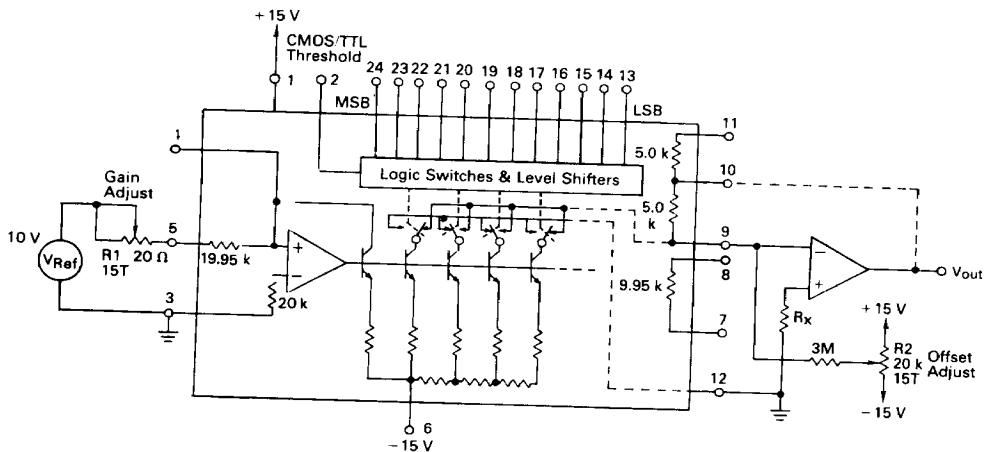 + 15 V
CMOS/TTL
Threshold
1
2
24
23
22
21
20
19
18
17
16
15
14
13
MSB
LSB
11
1
5.0 k
10
Logic Switches & Level Shifters
Gain
Adjust
5.0
k
5
9
10 V
VRef
R1
15T
20 Ω
19.95 k
+
−
8
−
+
Vout
20 k
9.95 k
3
7
RX
+ 15 V
3M
R2
20 k
15T
Offset
Adjust
12
− 15 V
6
− 15 V